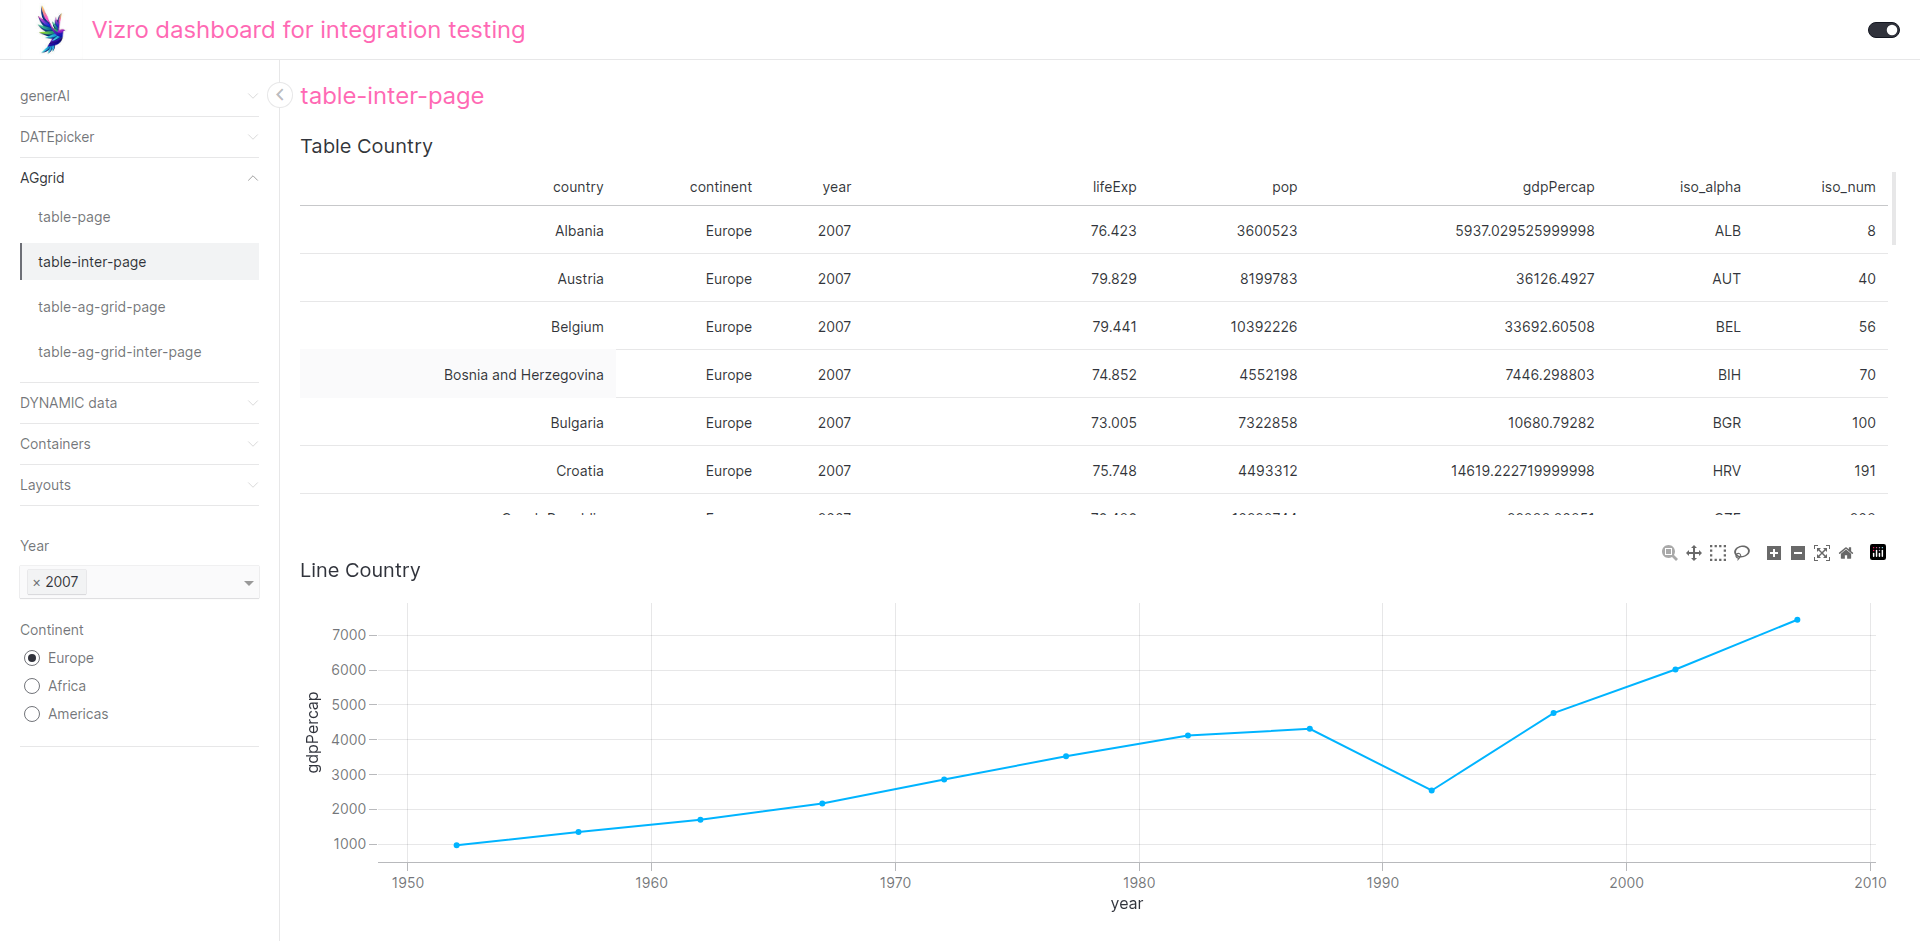 Vizro dashboard for integration testing
generAI
DATEpicker
AGgrid
table-page
table-inter-page
table-ag-grid-page
table-ag-grid-inter-page
DYNAMIC data
Containers
Layouts
Year
× 2007
Continent
Europe
Africa
Americas
table-inter-page
Table Country
country continent year lifeExp pop gdpPercap iso_alpha iso_num
Albania Europe 2007 76.423 3600523 5937.029525999998 ALB 8
Austria Europe 2007 79.829 8199783 36126.4927 AUT 40
Belgium Europe 2007 79.441 10392226 33692.60508 BEL 56
Bosnia and Herzegovina Europe 2007 74.852 4552198 7446.298803 BIH 70
Bulgaria Europe 2007 73.005 7322858 10680.79282 BGR 100
Croatia Europe 2007 75.748 4493312 14619.222719999998 HRV 191
Line Country
7000
6000
5000
4000
3000
2000
1000
gdpPercap
1950 1960 1970 1980 1990 2000 2010
year